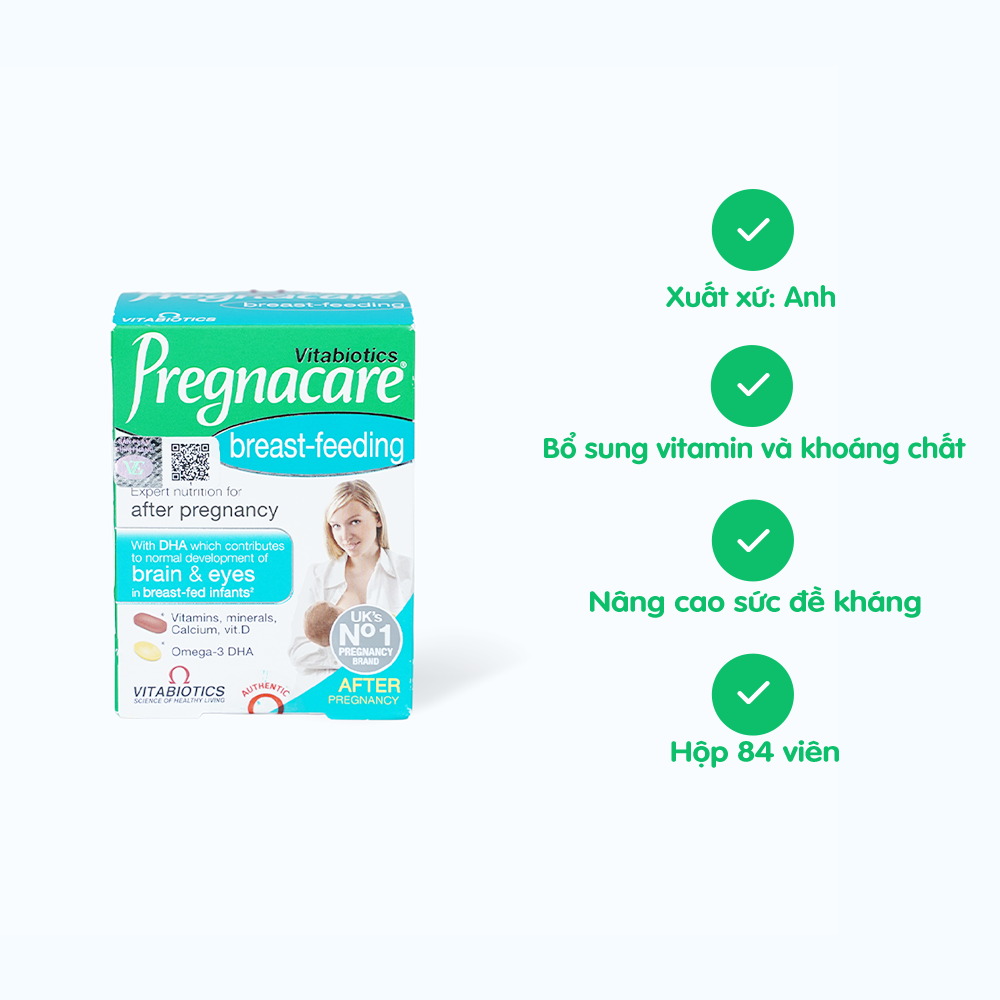 Pregnacare
breast-feeding
VITABIOTICS
Vitabiotics
Pregnacare®
breast-feeding
Expert nutrition for
after pregnancy
With DHA which contributes
to normal development of
brain & eyes
in breast-fed infants²
Vitamins, minerals,
Calcium, vit.D
Omega-3 DHA
UK's
Nº1
PREGNANCY
BRAND
VITABIOTICS
SCIENCE OF HEALTHY LIVING
AUTHENTIC
AFTER
PREGNANCY
Xuất xứ: Anh
Bổ sung vitamin và khoáng chất
Nâng cao sức đề kháng
Hộp 84 viên